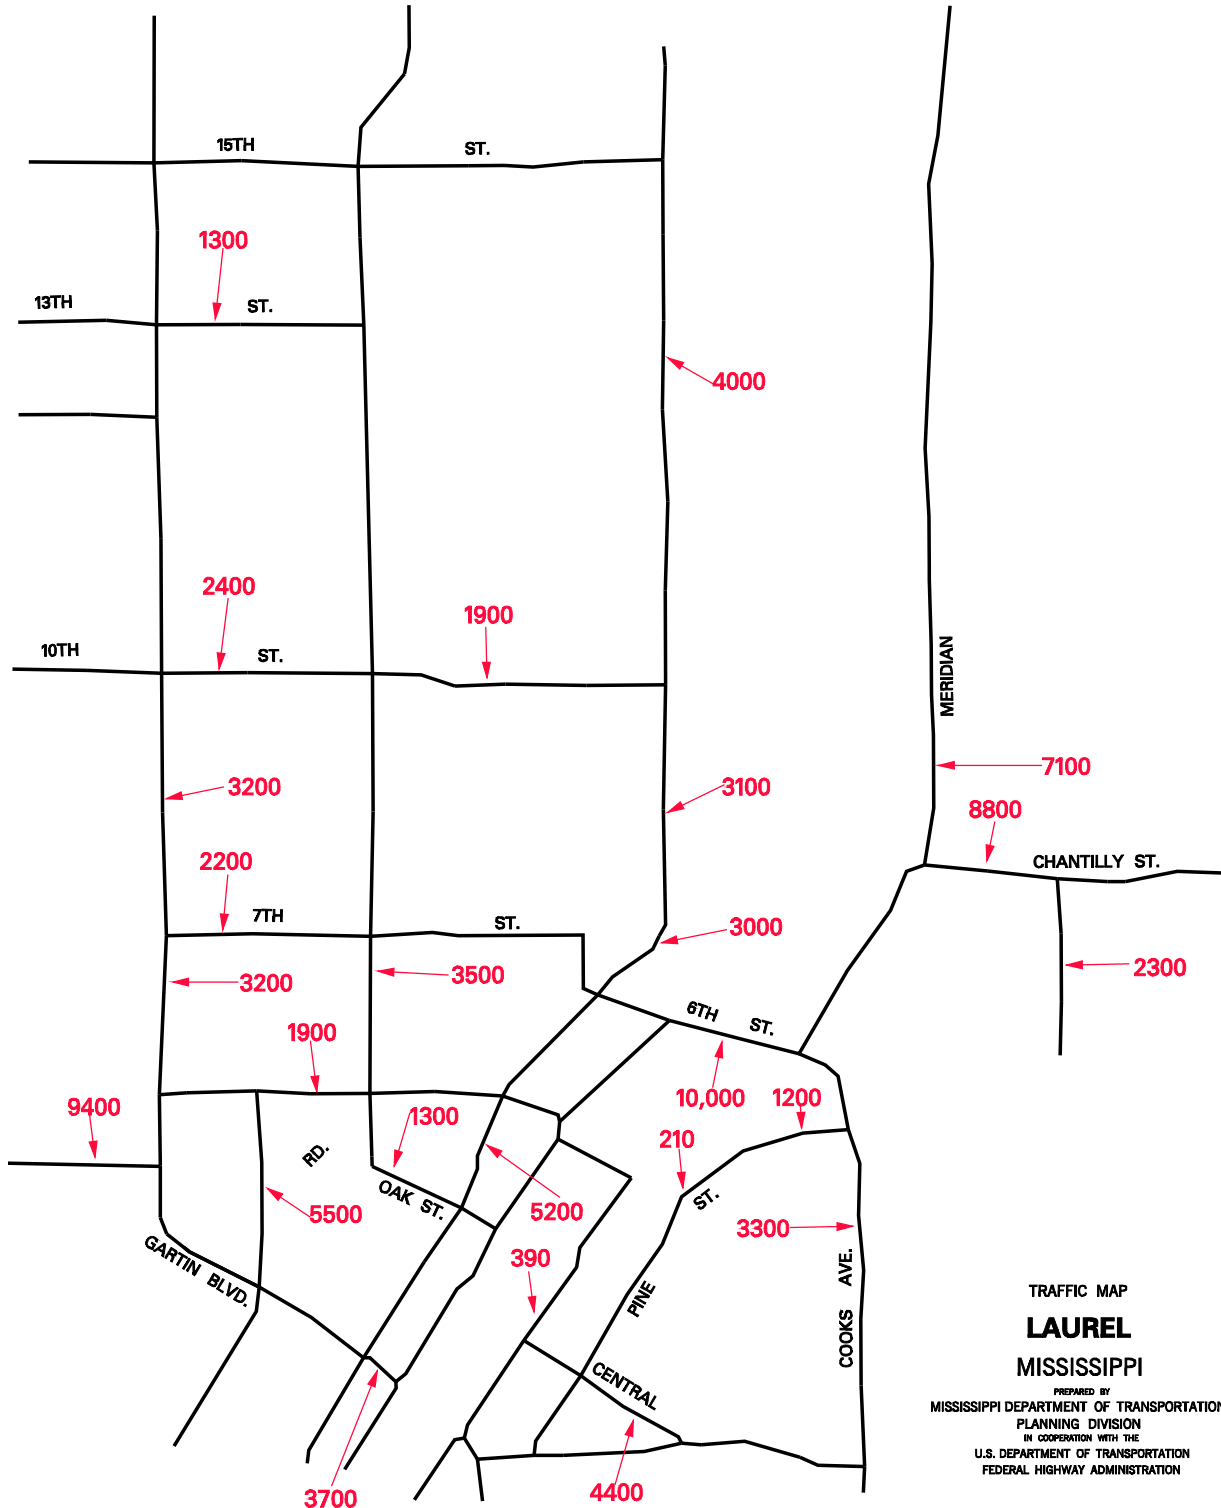 15TH ST.
1300
13TH ST.
4000
2400
1900
10TH ST.
MERIDIAN
7100
3200
3100
8800
2200
CHANTILLY ST.
7TH ST.
3000
3500
2300
3200
6TH ST.
1900
10,000
1200
9400
1300
210
RD.
OAK ST.
5200
ST.
5500
3300
GARTIN BLVD.
390
PINE
COOKS AVE.
CENTRAL
3700
4400
TRAFFIC MAP
LAUREL
MISSISSIPPI
PREPARED BY
MISSISSIPPI DEPARTMENT OF TRANSPORTATION
PLANNING DIVISION
IN COOPERATION WITH THE
U.S. DEPARTMENT OF TRANSPORTATION
FEDERAL HIGHWAY ADMINISTRATION